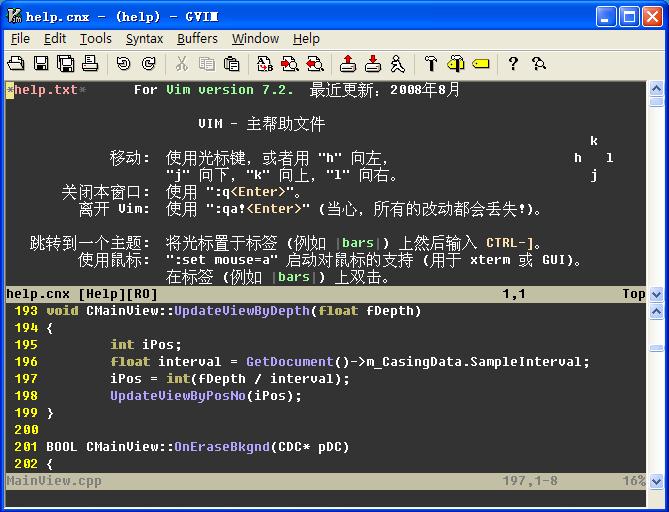 help.cnx - (help) - GVIM
File Edit Tools Syntax Buffers Window Help
*help.txt* For Vim version 7.2. 最近更新: 2008年8月
VIM - 主帮助文件
k
移动: 使用光标键, 或者用 "h" 向左, h l
"j" 向下, "k" 向上, "l" 向右。 j
关闭本窗口: 使用 ":q<Enter>"。
离开 Vim: 使用 ":qa!<Enter>" (当心, 所有的改动都会丢失!)。
跳转到一个主题: 将光标置于标签 (例如 |bars|) 上然后输入 CTRL-]。
使用鼠标: ":set mouse=a" 启动对鼠标的支持 (用于 xterm 或 GUI)。
在标签 (例如 |bars|) 上双击。
help.cnx [Help][RO] 1,1 Top
193 void CMainView::UpdateViewByDepth(float fDepth)
194 {
195 int iPos;
196 float interval = GetDocument()->m_CasingData.SampleInterval;
197 iPos = int(fDepth / interval);
198 UpdateViewByPosNo(iPos);
199 }
200
201 BOOL CMainView::OnEraseBkgnd(CDC* pDC)
202 {
MainView.cpp 197,1-8 16%